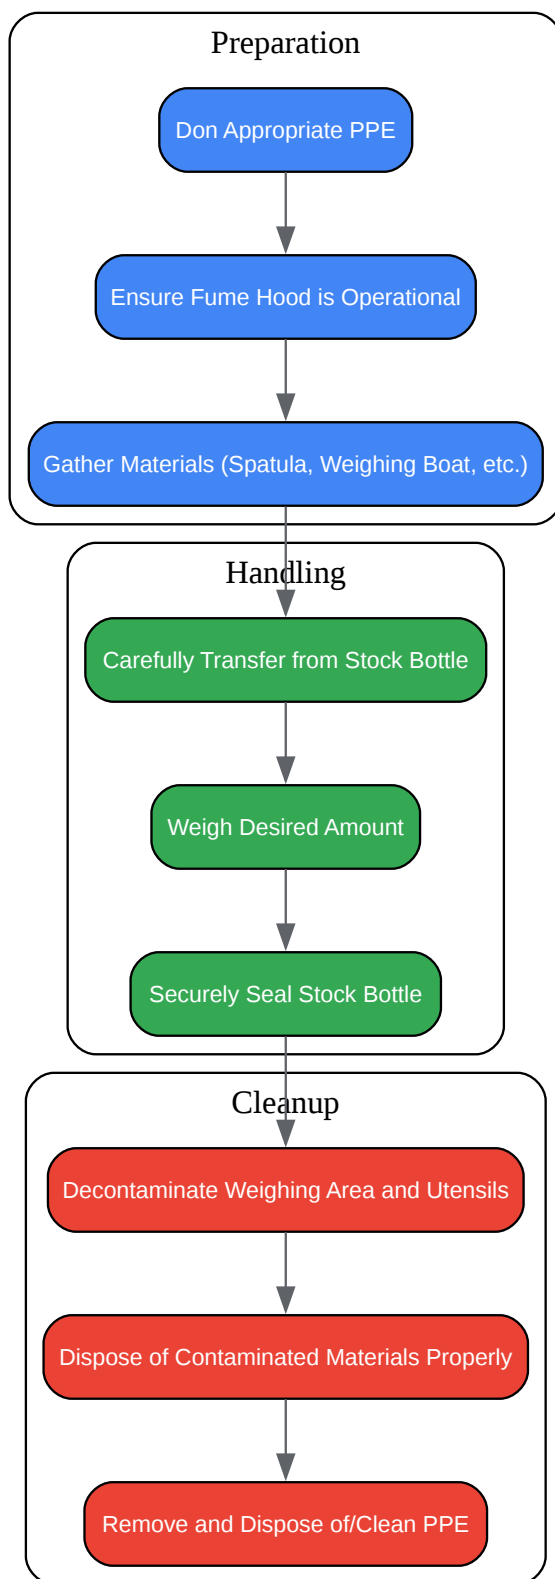 Preparation
Don Appropriate PPE
Ensure Fume Hood is Operational
Gather Materials (Spatula, Weighing Boat, etc.)
Handling
Carefully Transfer from Stock Bottle
Weigh Desired Amount
Securely Seal Stock Bottle
Cleanup
Decontaminate Weighing Area and Utensils
Dispose of Contaminated Materials Properly
Remove and Dispose of/Clean PPE